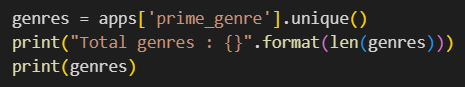 genres = apps['prime_genre'].unique()
print("Total genres : {}".format(len(genres)))
print(genres)